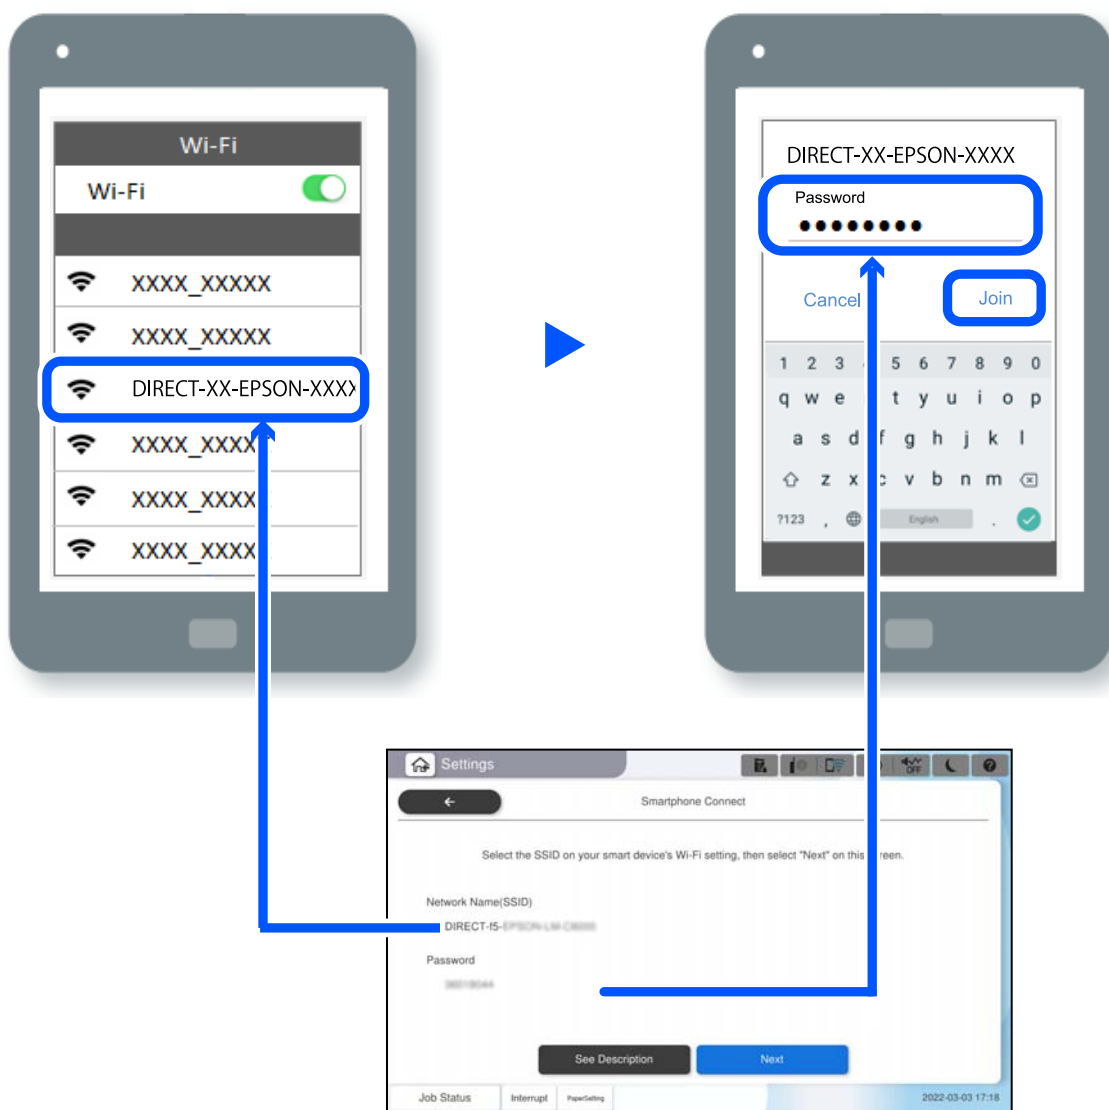 Wi-Fi
Wi-Fi
XXXX_XXXXX
XXXX_XXXXX
DIRECT-XX-EPSON-XXXX
XXXX_XXXX
XXXX_XXXX
XXXX_XXXX
DIRECT-XX-EPSON-XXXX
Password
Cancel
Join
1 2 3 5 6 7 8 9 0
q w e t y u i o p
a s d f g h j k l
z x c v b n m
?123 , English .
Settings
OFF
Smartphone Connect
Select the SSID on your smart device's Wi-Fi setting, then select "Next" on this screen.
Network Name(SSID)
DIRECT-f5-
Password
See Description
Next
Job Status
Interrupt
PaperSetting
2022-03-03 17:18